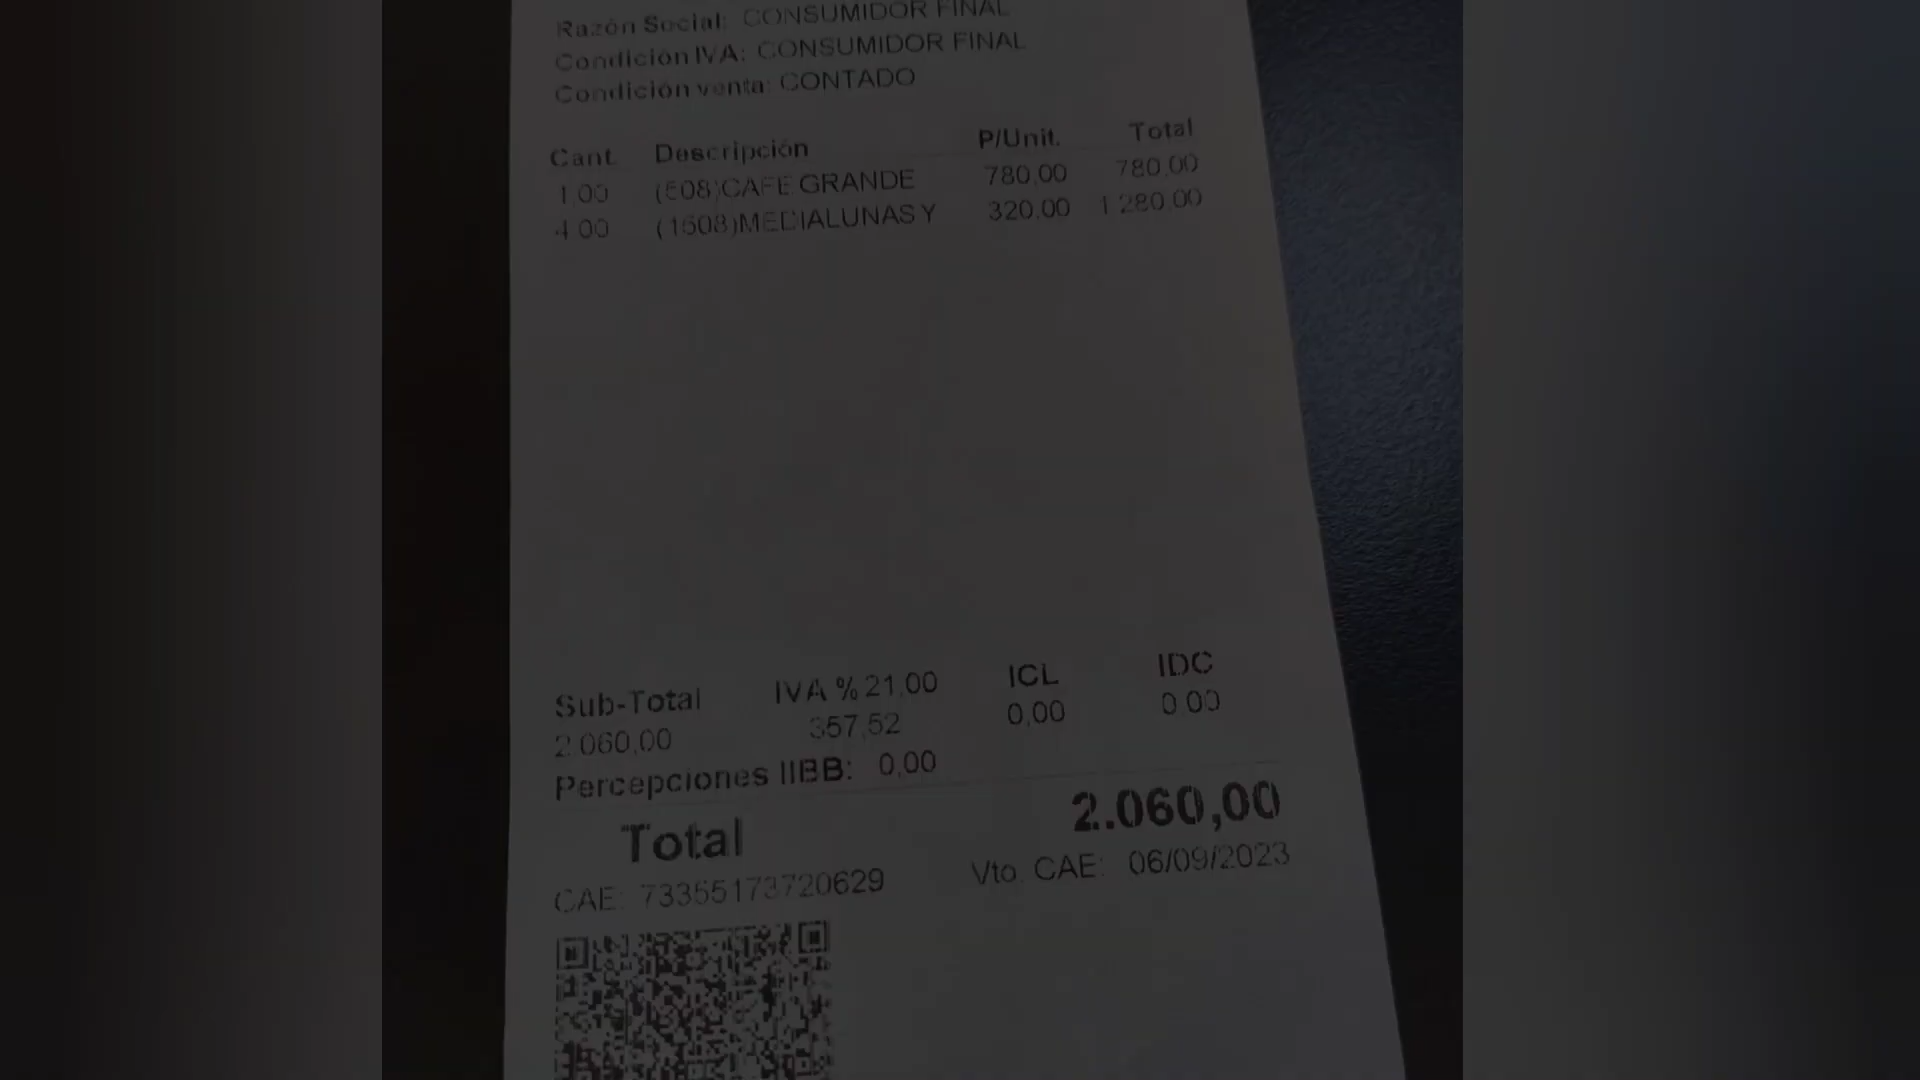 Razón Social: CONSUMIDOR FINAL
Condición IVA: CONSUMIDOR FINAL
Condición venta: CONTADO
Cant. Descripción P/Unit. Total
1,00 (508)CAFE GRANDE 780,00 780,00
4,00 (1608)MEDIALUNAS Y 320,00 1.280,00
Sub-Total IVA % 21,00 ICL IDC
2.060,00 357,52 0,00 0,00
Percepciones IIBB: 0,00
Total 2.060,00
CAE: 73355173720629 Vto. CAE: 06/09/2023